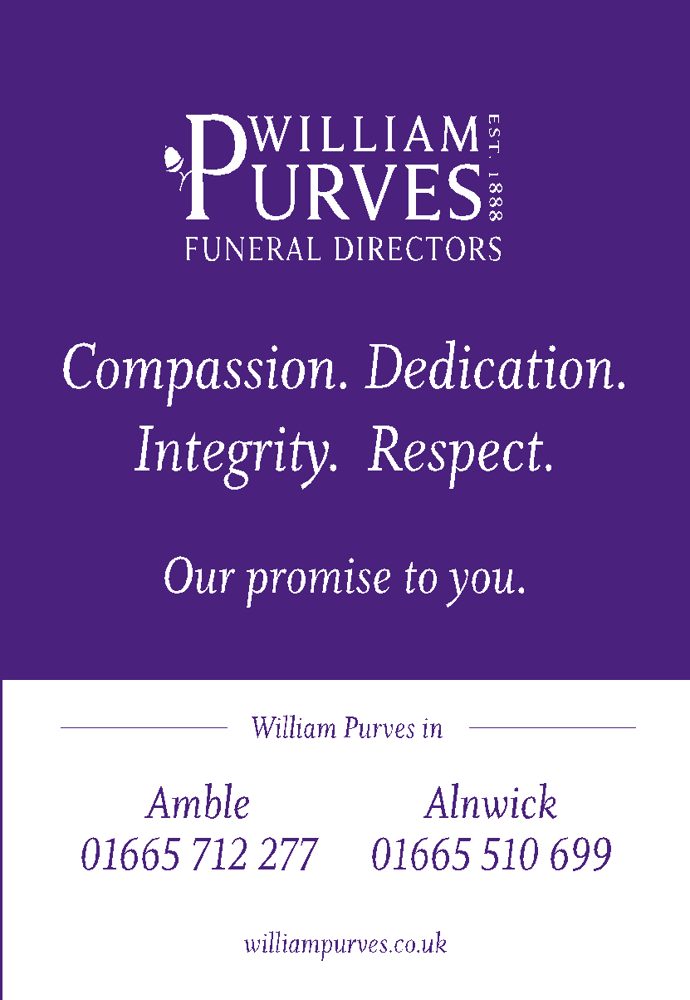 WILLIAM
PURVES
EST. 1888
FUNERAL DIRECTORS
Compassion. Dedication.
Integrity. Respect.
Our promise to you.
William Purves in
Amble Alnwick
01665 712 277 01665 510 699
williampurves.co.uk